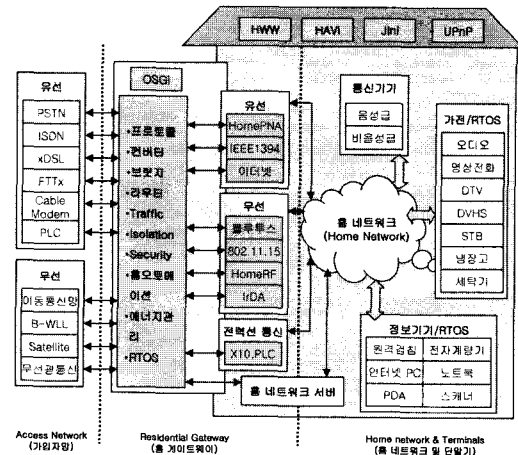 HWW
HAVI
Jini
UPnP
OSGi
유선
PSTN
ISDN
xDSL
FTTx
Cable
Modem
PLC
무선
이동통신망
B-WLL
Satellite
무선광통신
•프로토콜
•컨버터
•브릿지
•라우터
•Traffic
•Isolation
•Security
•홈오토메
이션
•에너지관
리
•RTOS
유선
HomePNA
IEEE1394
이더넷
무선
블루투스
802.11.15
HomeRF
IrDA
전력선 통신
X10,PLC
홈 네트워크 서버
통신기기
음성급
비음성급
홈 네트워크
(Home Network)
가전/RTOS
오디오
영상전화
DTV
DVHS
STB
냉장고
세탁기
정보기기/RTOS
원격검침 전자계량기
인터넷 PC 노트북
PDA 스캐너
Access Network
(가입자망)
Residential Gateway
(홈 게이트웨이)
Home network & Terminals
(홈 네트워크 및 단말기)